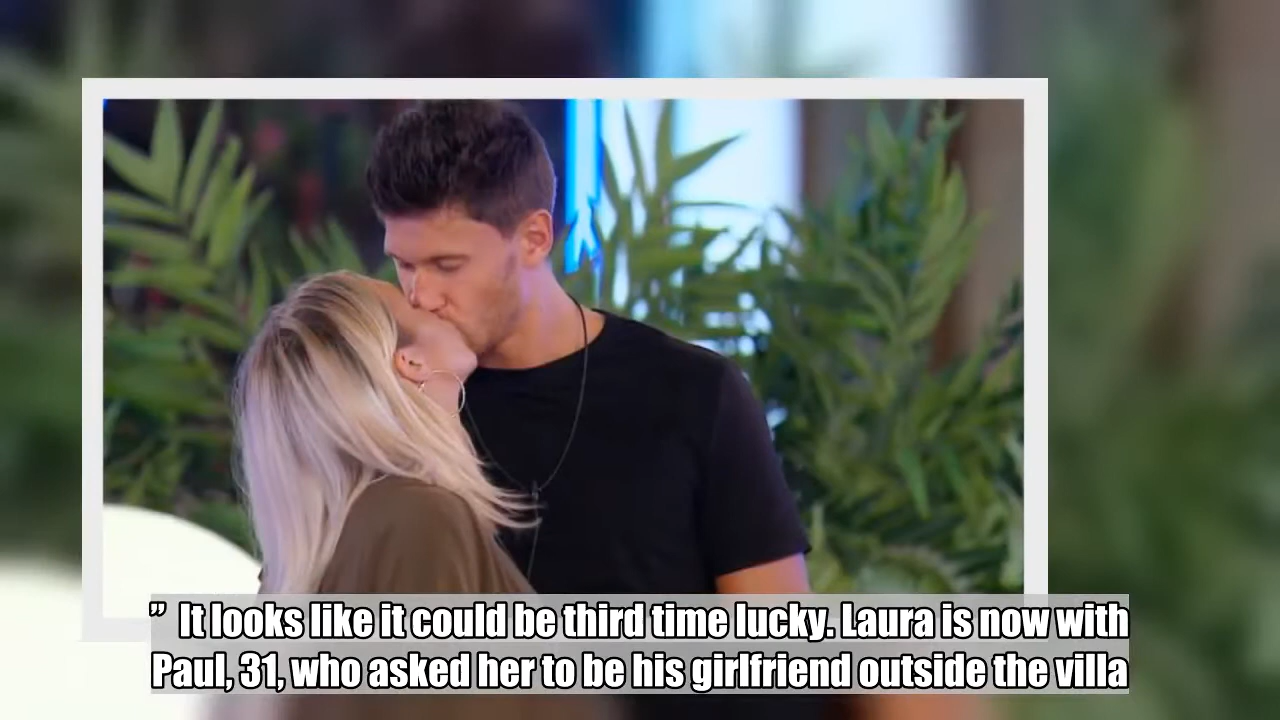 ” It looks like it could be third time lucky. Laura is now with
Paul, 31, who asked her to be his girlfriend outside the villa